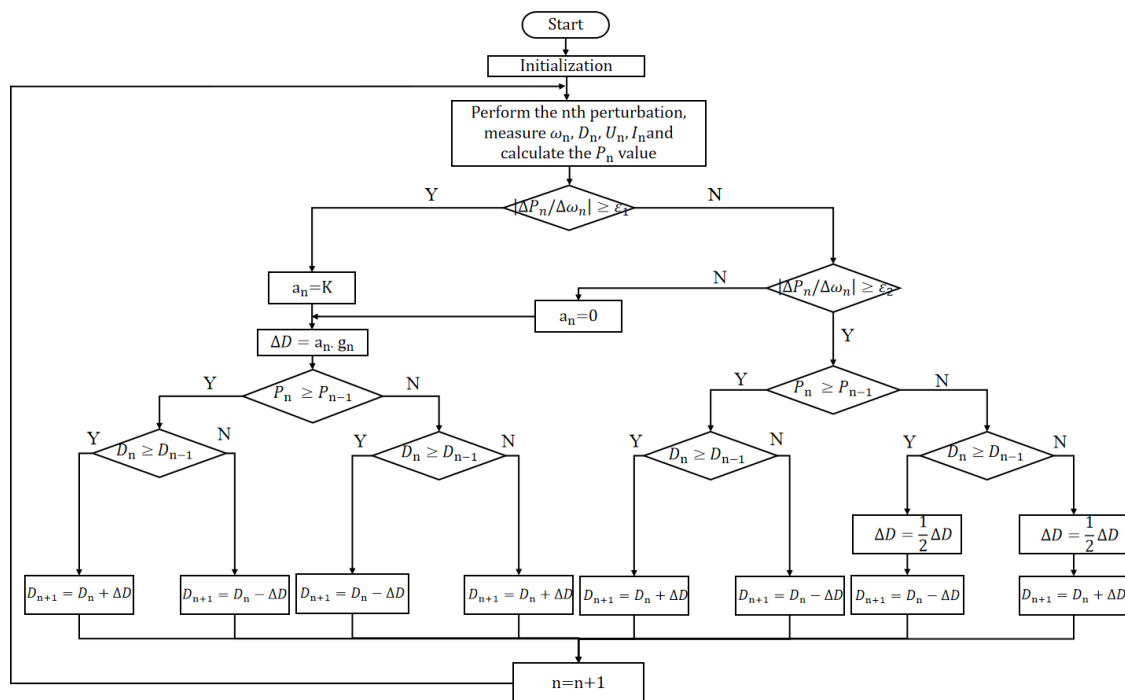 Start
Initialization
Perform the nth perturbation,
measure ωₙ, Dₙ, Uₙ, Iₙand
calculate the Pₙ value
Y
|ΔPₙ/Δωₙ| ≥ ε₁
N
aₙ=K
N
|ΔPₙ/Δωₙ| ≥ ε₂
aₙ=0
Y
ΔD = aₙ. gₙ
Y
Pₙ ≥ Pₙ₋₁
N
Y
Pₙ ≥ Pₙ₋₁
N
Y
Dₙ ≥ Dₙ₋₁
N
Y
Dₙ ≥ Dₙ₋₁
N
Y
Dₙ ≥ Dₙ₋₁
N
Y
Dₙ ≥ Dₙ₋₁
N
ΔD = 1/2 ΔD
ΔD = 1/2 ΔD
Dₙ₊₁ = Dₙ + ΔD
Dₙ₊₁ = Dₙ − ΔD
Dₙ₊₁ = Dₙ − ΔD
Dₙ₊₁ = Dₙ + ΔD
Dₙ₊₁ = Dₙ + ΔD
Dₙ₊₁ = Dₙ − ΔD
Dₙ₊₁ = Dₙ − ΔD
Dₙ₊₁ = Dₙ + ΔD
n=n+1